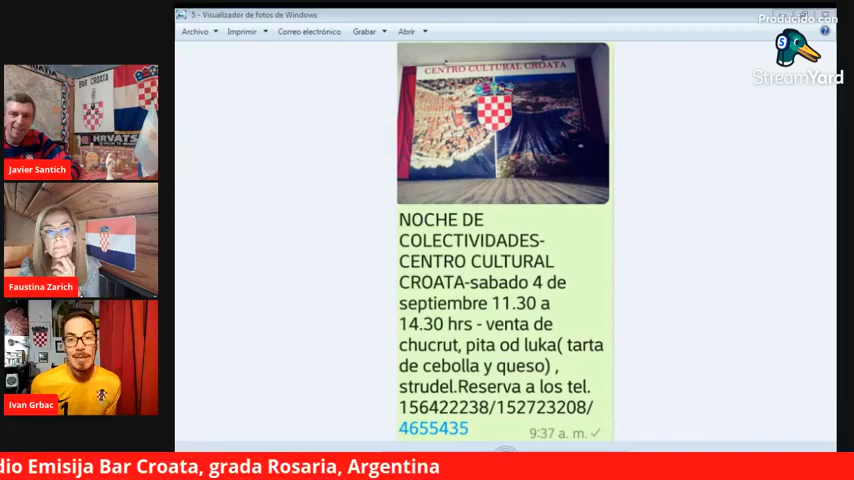 5 - Visualizador de fotos de Windows
Archivo Imprimir Correo electrónico Grabar Abrir
Producido con
StreamYard
CENTRO CULTURAL CROATA
BAR CROATA
HRVATS
Javier Santich
Faustina Zarich
Ivan Grbac
NOCHE DE
COLECTIVIDADES-
CENTRO CULTURAL
CROATA-sabado 4 de
septiembre 11.30 a
14.30 hrs - venta de
chucrut, pita od luka( tarta
de cebolla y queso) ,
strudel.Reserva a los tel.
156422238/152723208/
4655435
9:37 a. m.
dio Emisija Bar Croata, grada Rosaria, Argentina